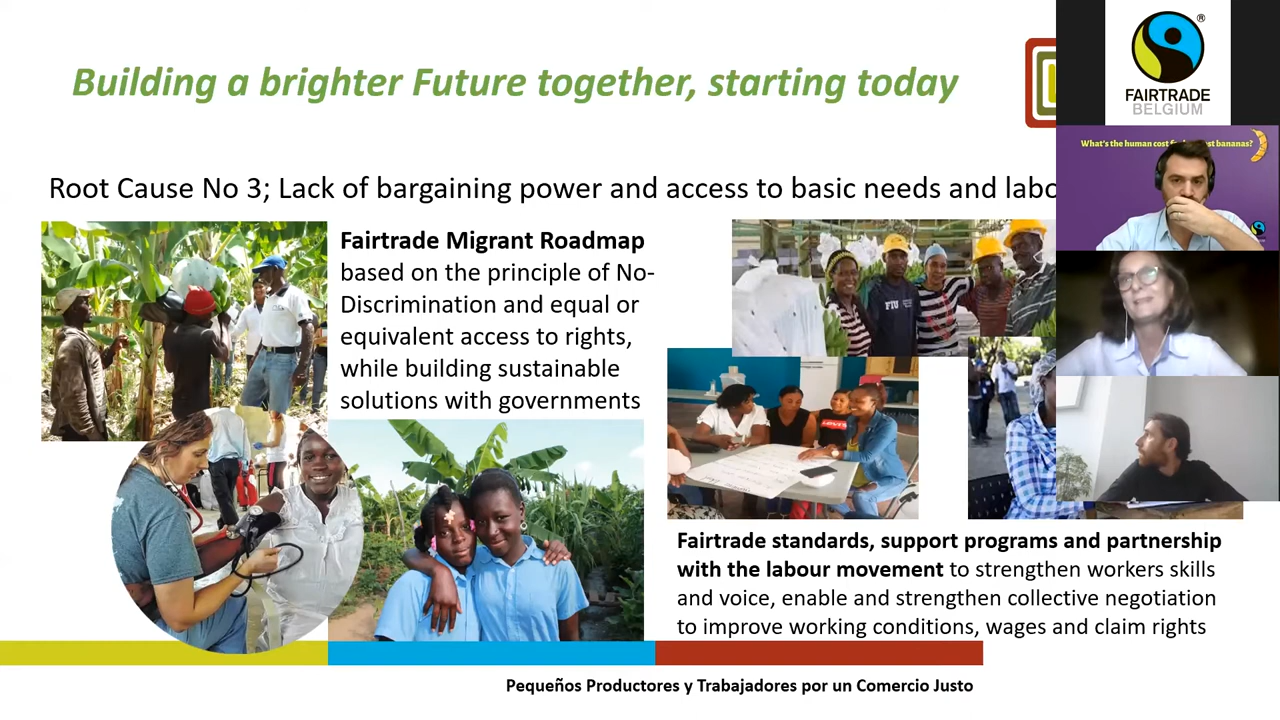 Building a brighter Future together, starting today
FAIRTRADE
BELGIUM
What's the human cost bananas?
Root Cause No 3; Lack of bargaining power and access to basic needs and
Fairtrade Migrant Roadmap
based on the principle of No-
Discrimination and equal or
equivalent access to rights,
while building sustainable
solutions with governments
FIU
Fairtrade standards, support programs and partnership
with the labour movement to strengthen workers skills
and voice, enable and strengthen collective negotiation
to improve working conditions, wages and claim rights
Pequeños Productores y Trabajadores por un Comercio Justo